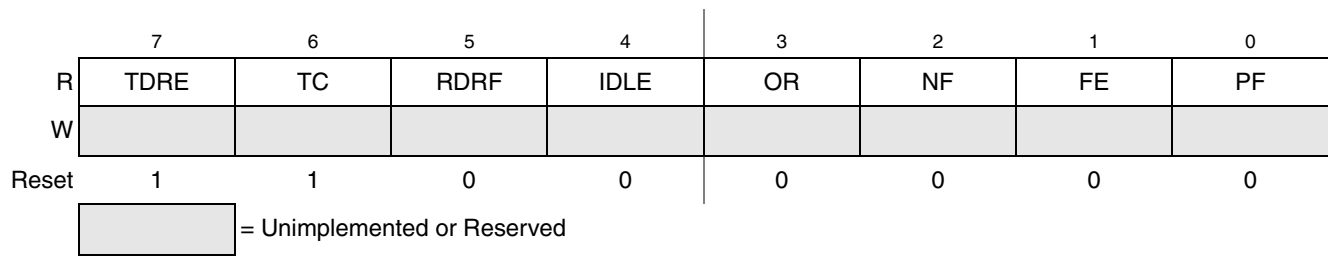 7 6 5 4 3 2 1 0
R TDRE TC RDRF IDLE OR NF FE PF
W
Reset 1 1 0 0 0 0 0 0
= Unimplemented or Reserved